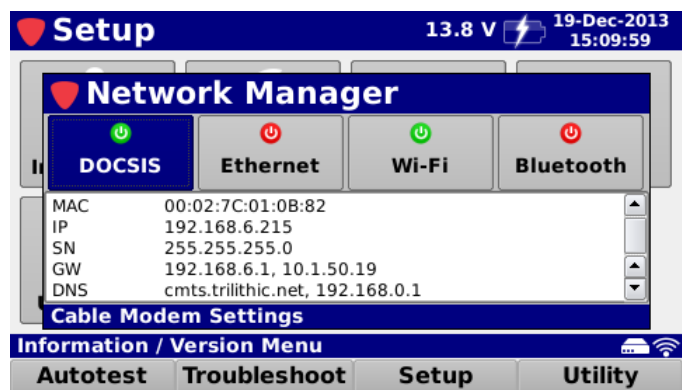 Setup
13.8 V
19-Dec-2013
15:09:59
Network Manager
DOCSIS
Ethernet
Wi-Fi
Bluetooth
MAC 00:02:7C:01:0B:82
IP 192.168.6.215
SN 255.255.255.0
GW 192.168.6.1, 10.1.50.19
DNS cmts.trilithic.net, 192.168.0.1
Cable Modem Settings
Information / Version Menu
Autotest Troubleshoot Setup Utility